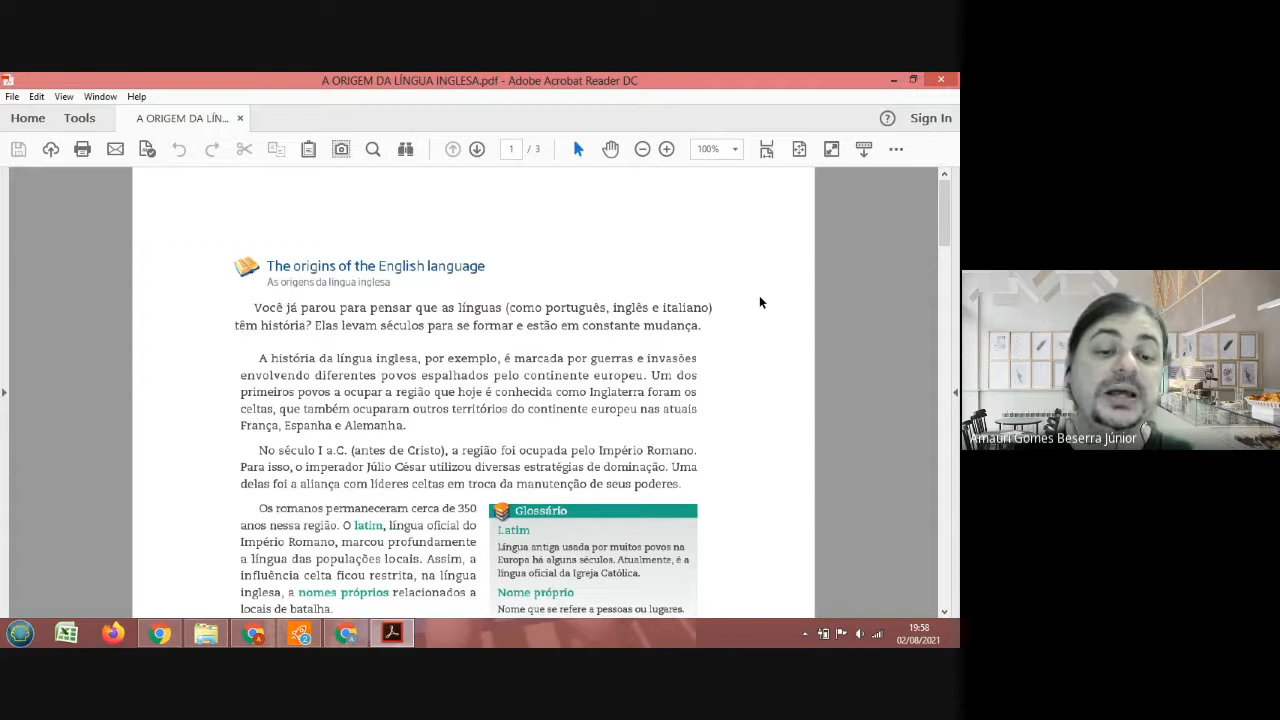 A ORIGEM DA LÍNGUA INGLESA.pdf - Adobe Acrobat Reader DC
File Edit View Window Help
Home Tools A ORIGEM DA LÍN... × Sign In
1 / 3 100%
The origins of the English language
As origens da língua inglesa
Você já parou para pensar que as línguas (como português, inglês e italiano)
têm história? Elas levam séculos para se formar e estão em constante mudança.
A história da língua inglesa, por exemplo, é marcada por guerras e invasões
envolvendo diferentes povos espalhados pelo continente europeu. Um dos
primeiros povos a ocupar a região que hoje é conhecida como Inglaterra foram os
celtas, que também ocuparam outros territórios do continente europeu nas atuais
França, Espanha e Alemanha.
No século I a.C. (antes de Cristo), a região foi ocupada pelo Império Romano.
Para isso, o imperador Júlio César utilizou diversas estratégias de dominação. Uma
delas foi a aliança com líderes celtas em troca da manutenção de seus poderes.
Os romanos permaneceram cerca de 350
anos nessa região. O latim, língua oficial do
Império Romano, marcou profundamente
a língua das populações locais. Assim, a
influência celta ficou restrita, na língua
inglesa, a nomes próprios relacionados a
locais de batalha.
Glossário
Latim
Língua antiga usada por muitos povos na
Europa há alguns séculos. Atualmente, é a
língua oficial da Igreja Católica.
Nome próprio
Nome que se refere a pessoas ou lugares.
Amauri Gomes Beserra Júnior
19:58
02/08/2021